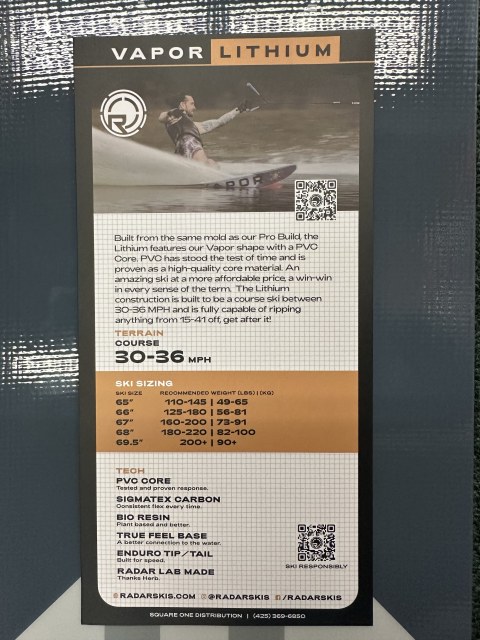 VAPOR LITHIUM
R
VAPOR
Built from the same mold as our Pro Build, the
Lithium features our Vapor shape with a PVC
Core. PVC has stood the test of time and is
proven as a high-quality core material. An
amazing ski at a more affordable price, a win-win
in every sense of the term. The Lithium
construction is built to be a course ski between
30-36 MPH and is fully capable of ripping
anything from 15-41 off, get after it!
TERRAIN
COURSE
30-36 MPH
SKI SIZING
SKI SIZE RECOMMENDED WEIGHT (LBS) | (KG)
65" 110-145 | 49-65
66" 125-180 | 56-81
67" 160-200 | 73-91
68" 180-220 | 82-100
69.5" 200+ | 90+
TECH
PVC CORE
Tested and proven response.
SIGMATEX CARBON
Consistent flex every time.
BIO RESIN
Plant based and better.
TRUE FEEL BASE
A better connection to the water.
ENDURO TIP/TAIL
Built for speed.
RADAR LAB MADE
Thanks Herb.
SKI RESPONSIBLY
RADARSKIS.COM @RADARSKIS /RADARSKIS
SQUARE ONE DISTRIBUTION | (425) 369-6850